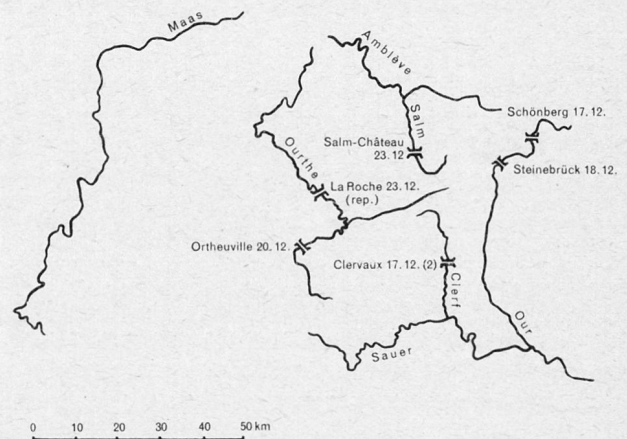 Maas
Amblève
Salm
Schönberg 17.12.
Salm-Château
23.12
Steinebrück 18.12.
Ourthe
La Roche 23.12.
(rep.)
Ortheuville 20.12.
Clervaux 17.12. (2)
Clerf
Our
Sauer
0 10 20 30 40 50 km